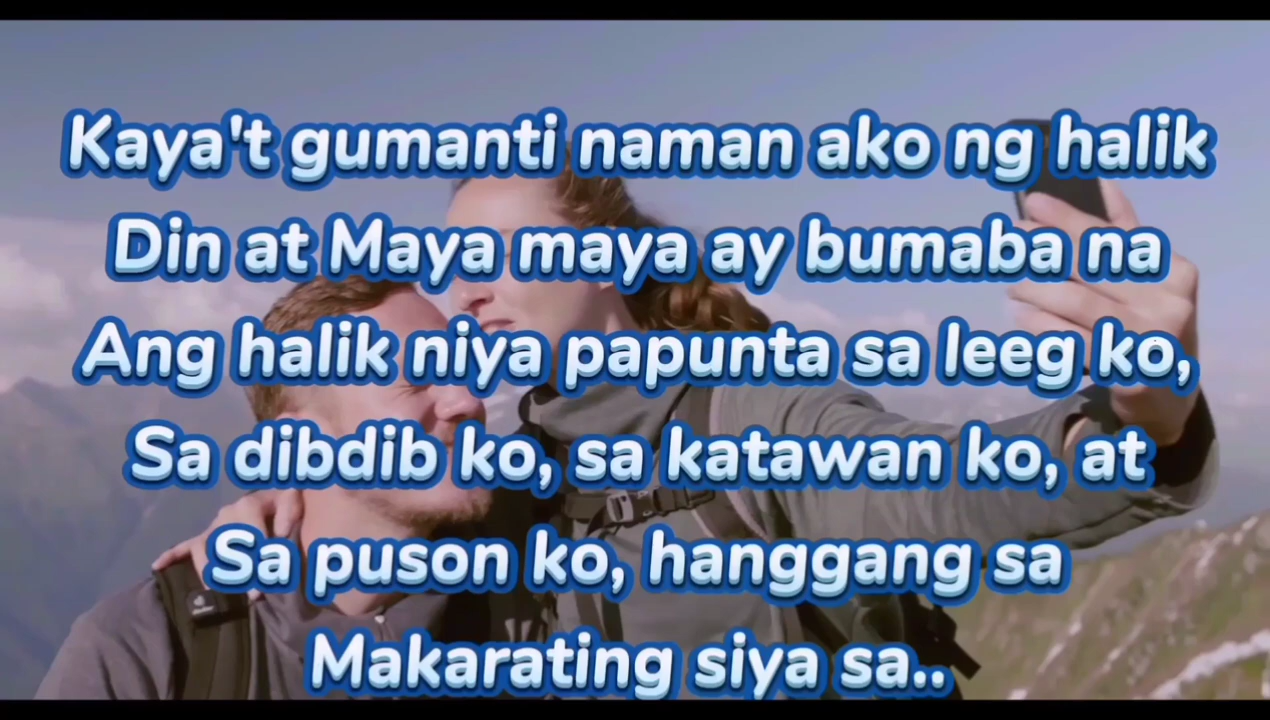 Kaya't gumanti naman ako ng halik
Din at Maya maya ay bumaba na
Ang halik niya papunta sa leeg ko,
Sa dibdib ko, sa katawan ko, at
Sa puson ko, hanggang sa
Makarating siya sa..